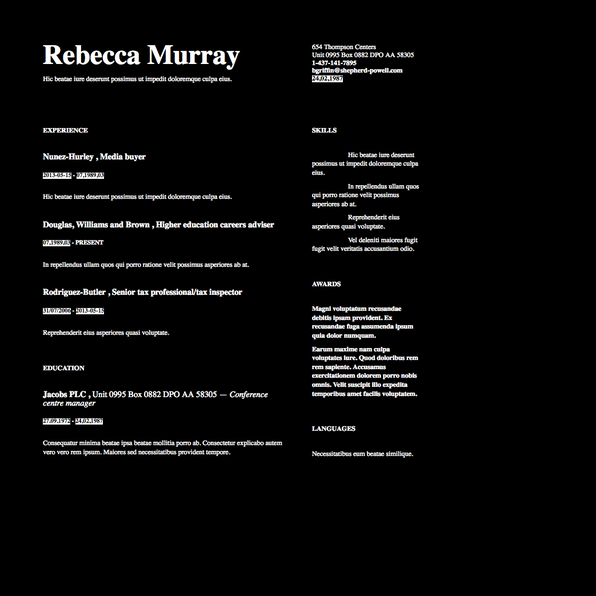 Rebecca Murray
Hic beatae iure deserunt possimus ut impedit doloremque culpa eius.
654 Thompson Centers
Unit 0995 Box 0882 DPO AA 58305
1-437-141-7895
bgriffin@shepherd-powell.com
24.02.1987
EXPERIENCE
Nunez-Hurley , Media buyer
2013-05-15 - 07.1989.03
Hic beatae iure deserunt possimus ut impedit doloremque culpa eius.
Douglas, Williams and Brown , Higher education careers adviser
07.1989.03 - PRESENT
In repellendus ullam quos qui porro ratione velit possimus asperiores ab at.
Rodriguez-Butler , Senior tax professional/tax inspector
31/07/2006 - 2013-05-15
Reprehenderit eius asperiores quasi voluptate.
EDUCATION
Jacobs PLC , Unit 0995 Box 0882 DPO AA 58305 — Conference
centre manager
27.09.1972 - 24.02.1987
Consequatur minima beatae ipsa beatae mollitia porro ab. Consectetur explicabo autem
vero vero rem ipsum. Maiores sed necessitatibus provident tempore.
SKILLS
Hic beatae iure deserunt
possimus ut impedit doloremque culpa
eius.
In repellendus ullam quos
qui porro ratione velit possimus
asperiores ab at.
Reprehenderit eius
asperiores quasi voluptate.
Vel deleniti maiores fugit
fugit velit veritatis accusantium odio.
AWARDS
Magni voluptatum recusandae
debitis ipsam provident. Ex
recusandae fuga assumenda ipsum
quia dolor numquam.
Earum maxime nam culpa
voluptates iure. Quod doloribus rem
rem sapiente. Accusamus
exercitationem dolorem porro nobis
omnis. Velit suscipit illo expedita
temporibus amet facilis voluptatem.
LANGUAGES
Necessitatibus eum beatae similique.